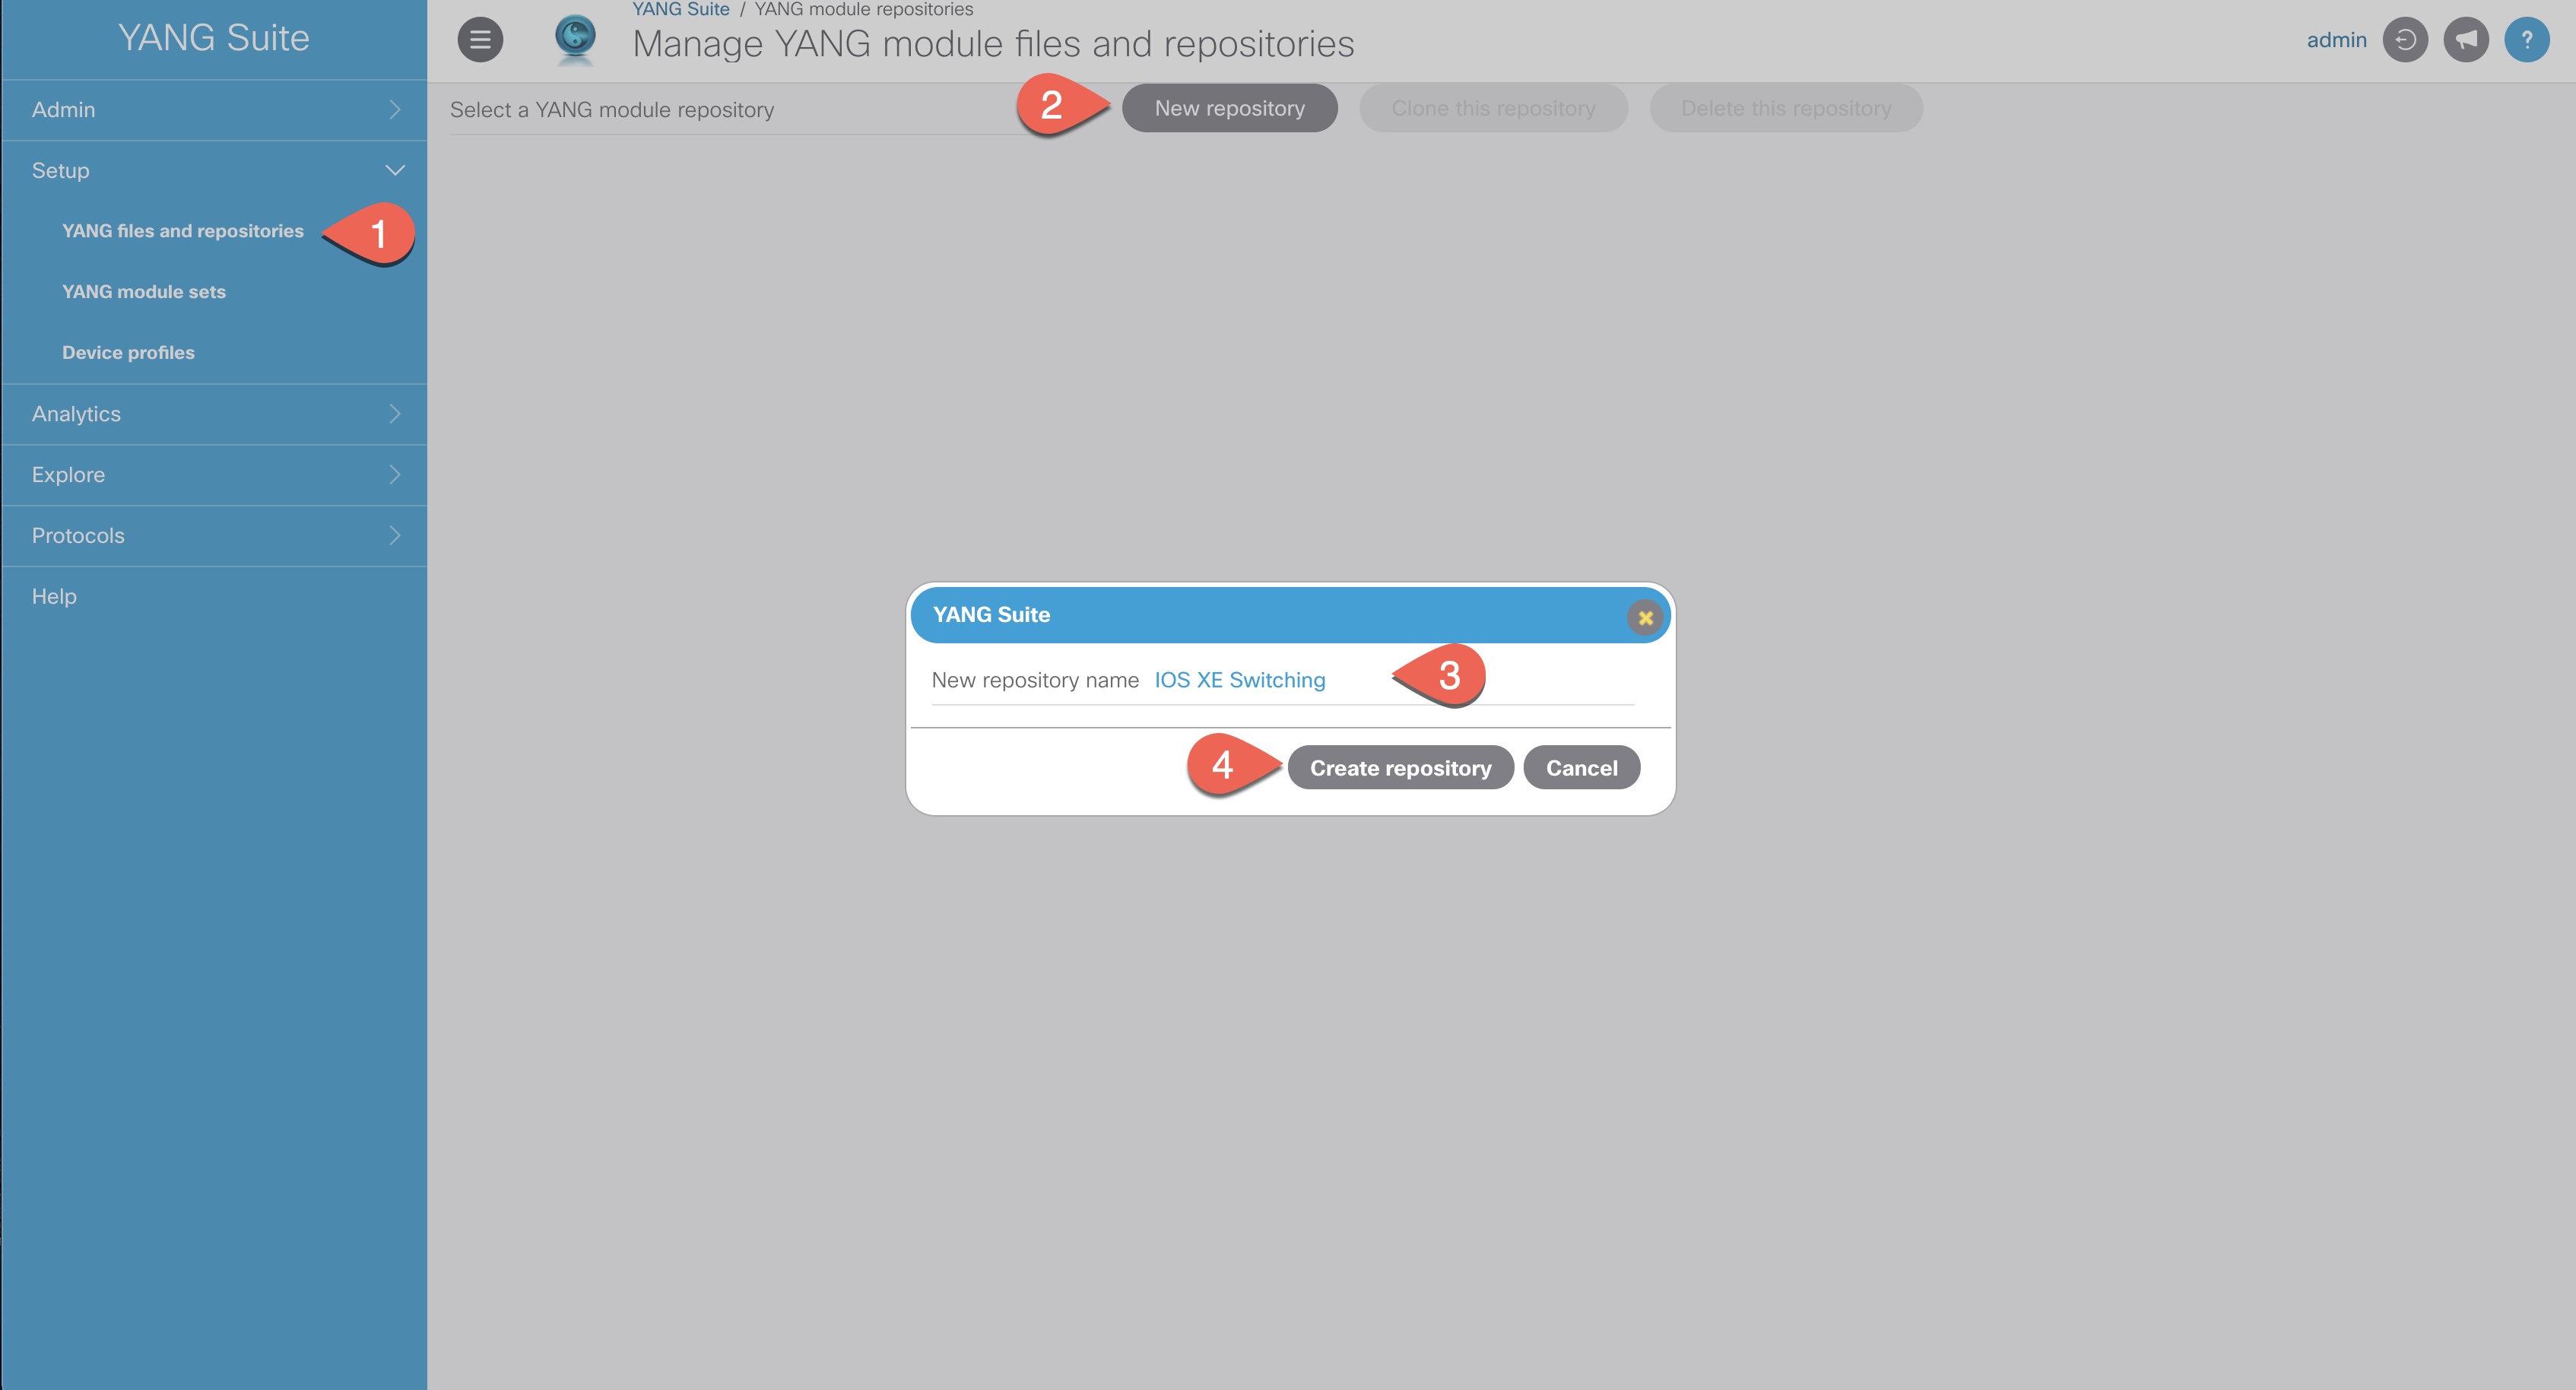 YANG Suite
Admin
Setup
YANG files and repositories
1
YANG module sets
Device profiles
Analytics
Explore
Protocols
Help
YANG Suite / YANG module repositories
Manage YANG module files and repositories
admin
?
Select a YANG module repository
2
New repository
Clone this repository
Delete this repository
YANG Suite
New repository name IOS XE Switching
3
4
Create repository
Cancel